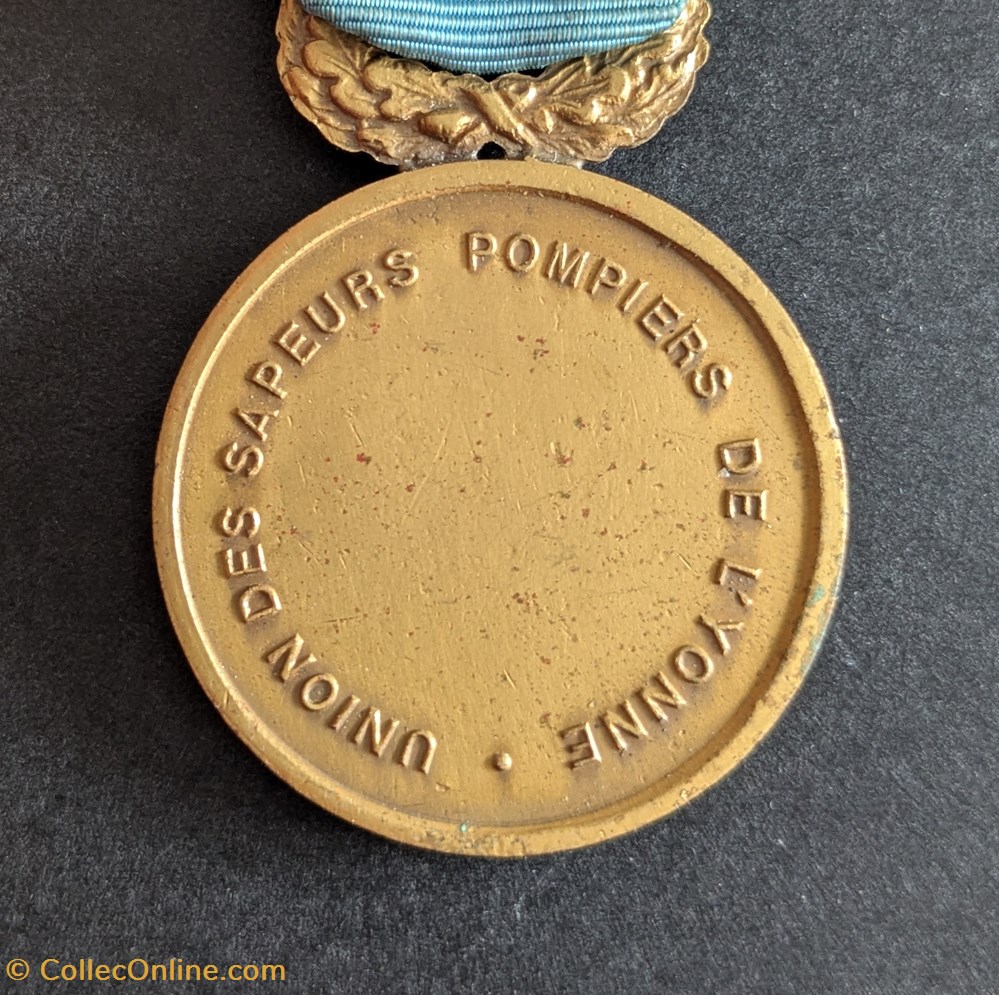 UNION DES SAPEURS POMPIERS DE L'YONNE •
© CollecOnline.com